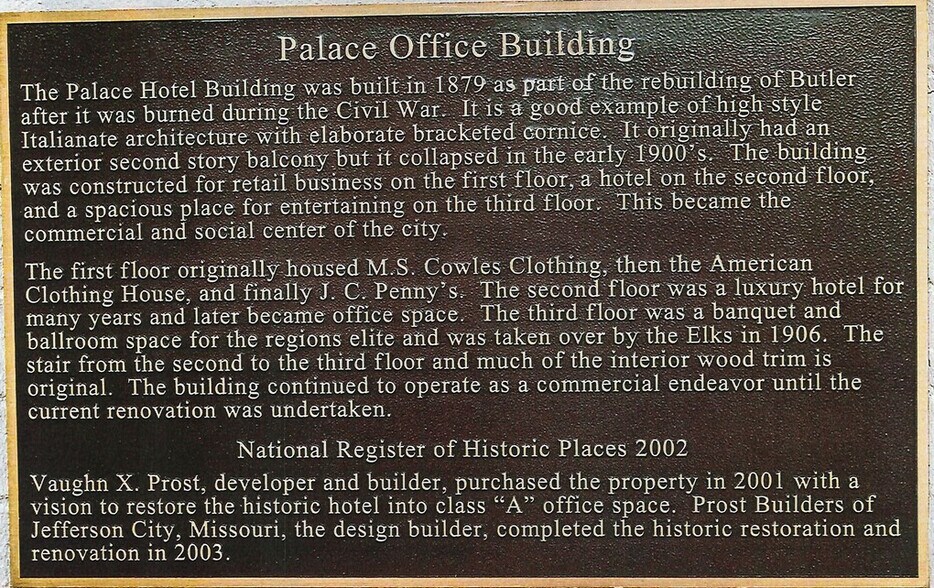 Palace Office Building
The Palace Hotel Building was built in 1879 as part of the rebuilding of Butler
after it was burned during the Civil War. It is a good example of high style
Italianate architecture with elaborate bracketed cornice. It originally had an
exterior second story balcony but it collapsed in the early 1900's. The building
was constructed for retail business on the first floor, a hotel on the second floor,
and a spacious place for entertaining on the third floor. This became the
commercial and social center of the city.
The first floor originally housed M.S. Cowles Clothing, then the American
Clothing House, and finally J. C. Penny's. The second floor was a luxury hotel for
many years and later became office space. The third floor was a banquet and
ballroom space for the regions elite and was taken over by the Elks in 1906. The
stair from the second to the third floor and much of the interior wood trim is
original. The building continued to operate as a commercial endeavor until the
current renovation was undertaken.
National Register of Historic Places 2002
Vaughn X. Prost, developer and builder, purchased the property in 2001 with a
vision to restore the historic hotel into class "A" office space. Prost Builders of
Jefferson City, Missouri, the design builder, completed the historic restoration and
renovation in 2003.